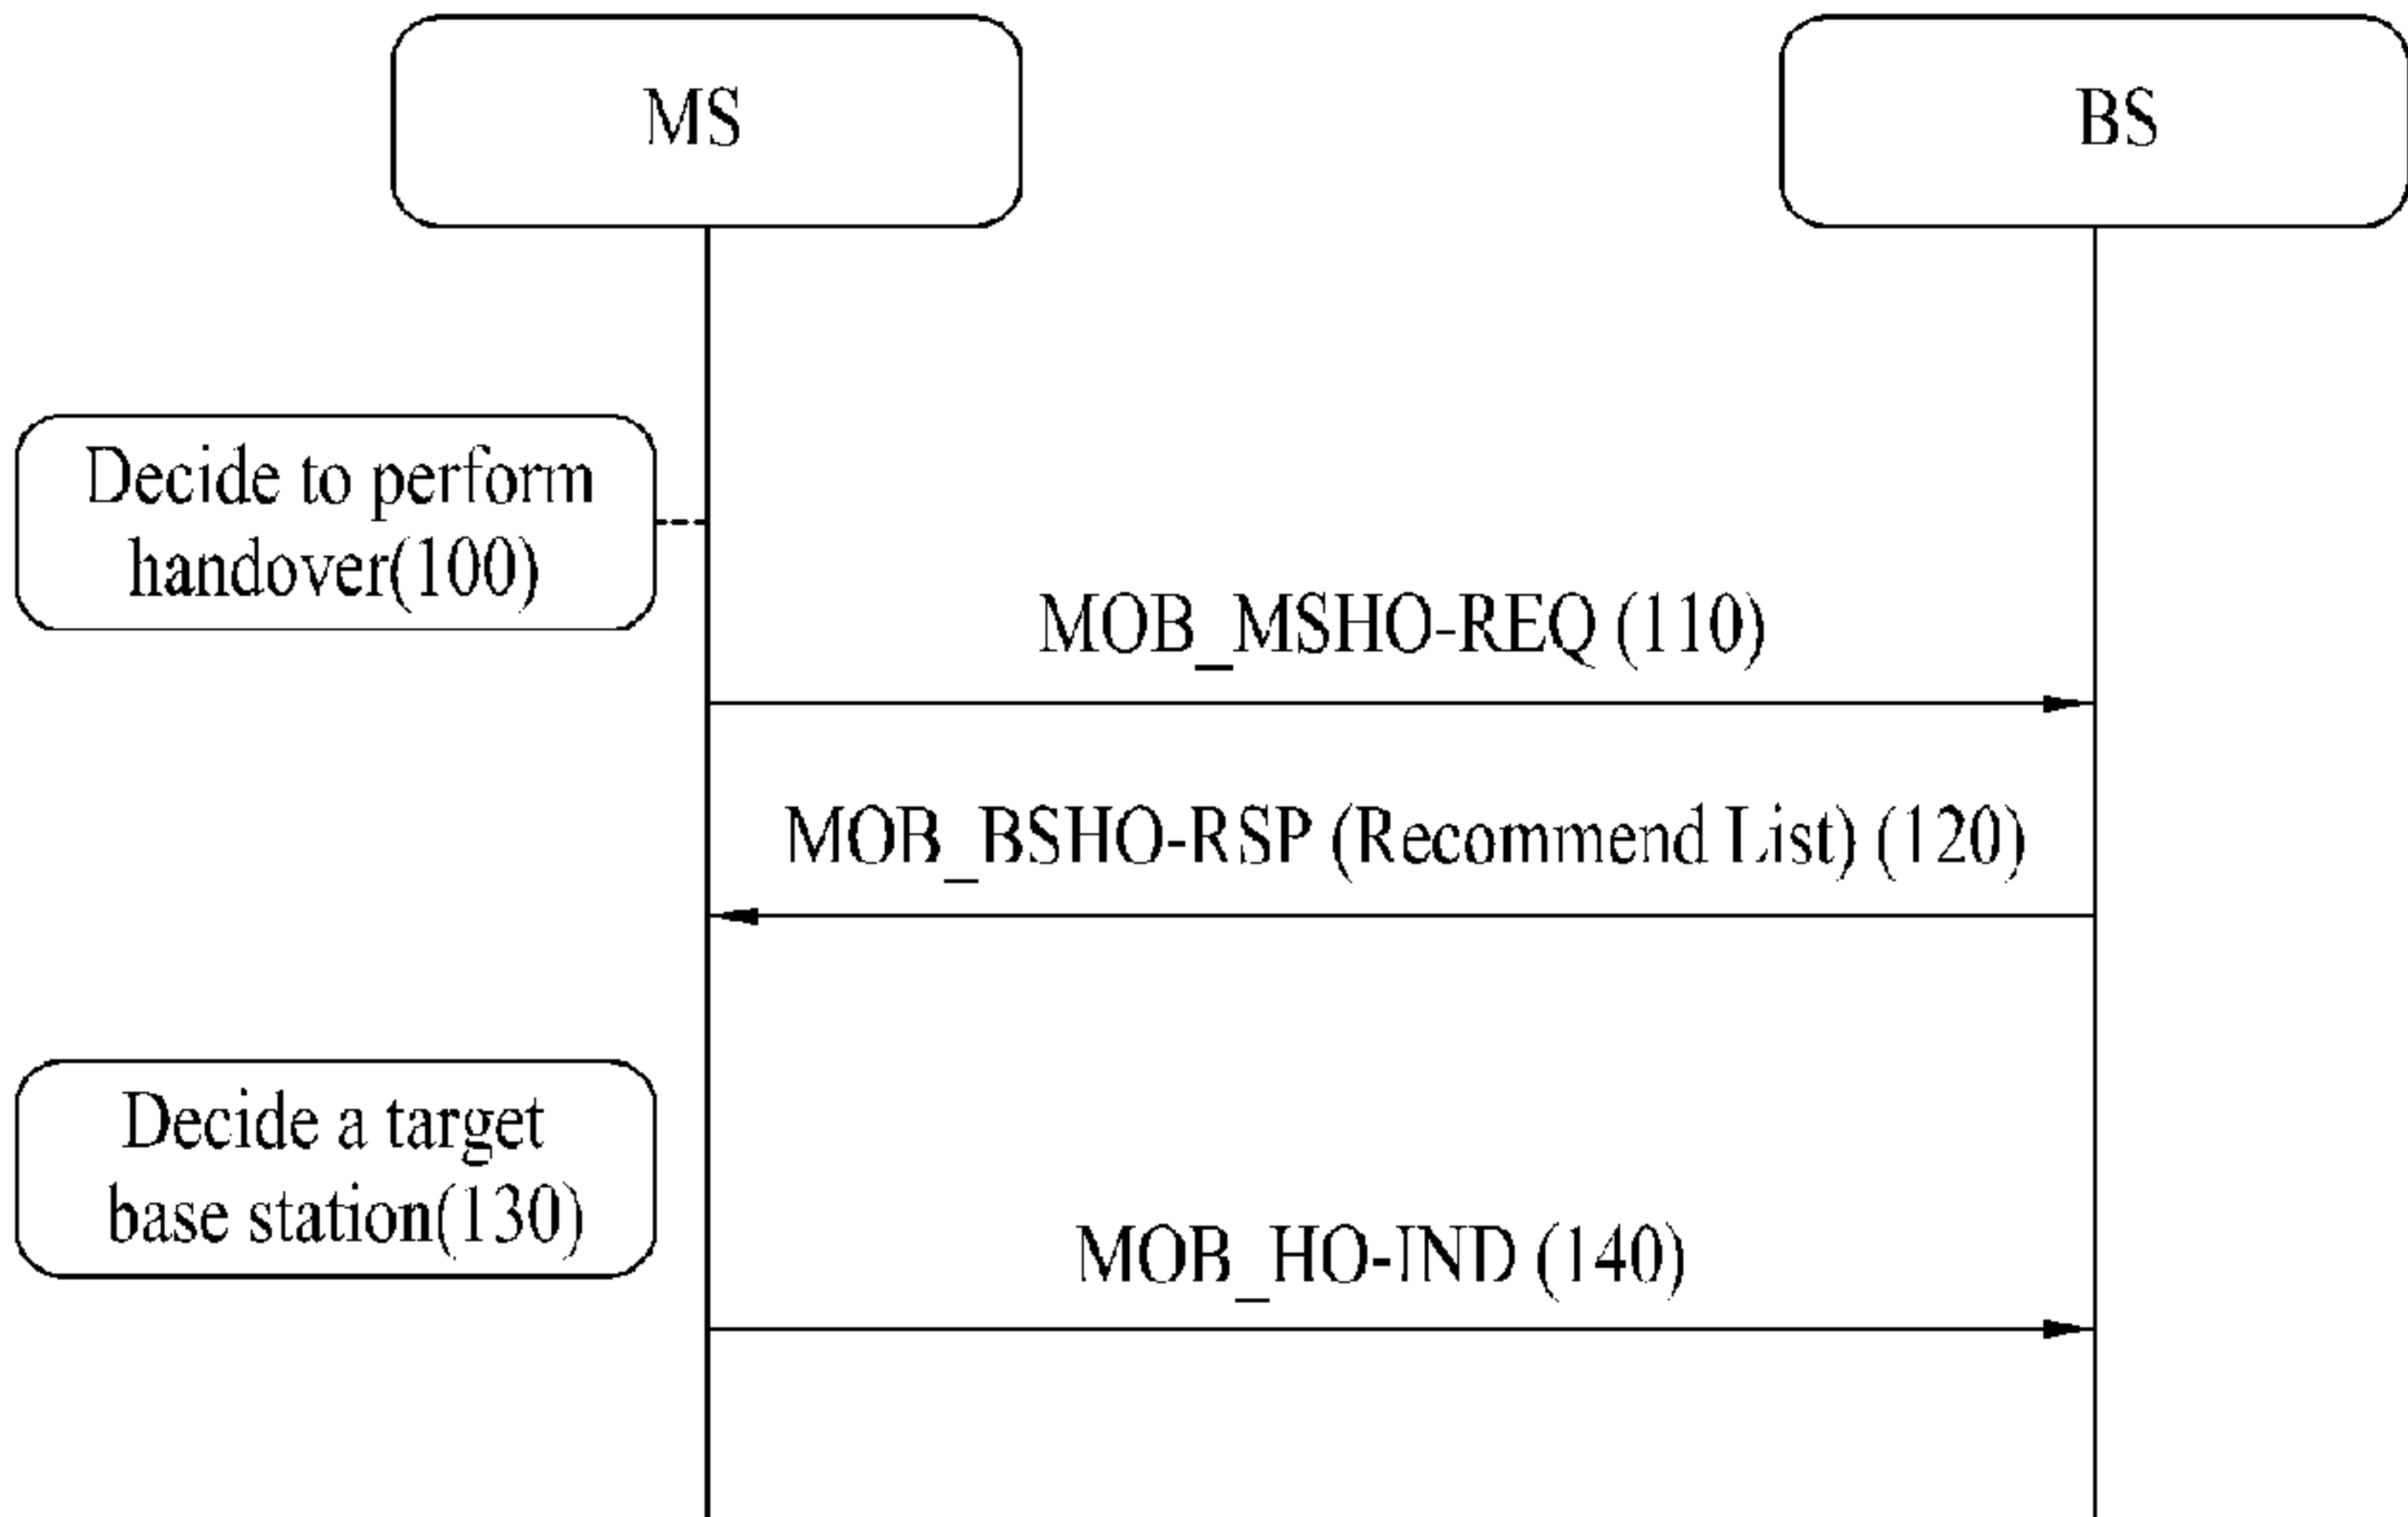 MS
BS
Decide to perform
handover(100)
MOB_MSHO-REQ (110)
MOB_BSHO-RSP (Recommend List) (120)
Decide a target
base station(130)
MOB_HO-IND (140)